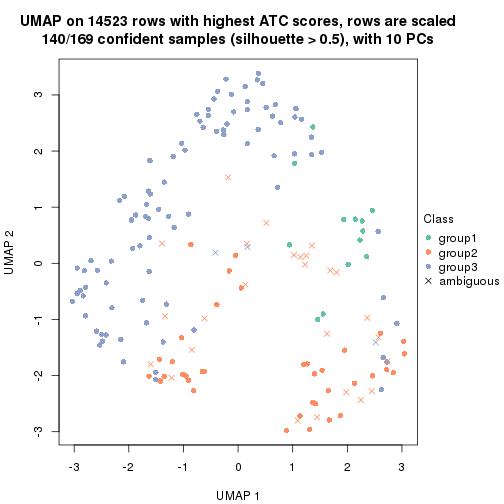 UMAP on 14523 rows with highest ATC scores, rows are scaled
140/169 confident samples (silhouette > 0.5), with 10 PCs
3
2
1
0
-1
-2
-3
UMAP 2
-3 -2 -1 0 1 2 3
UMAP 1
Class
group1
group2
group3
ambiguous